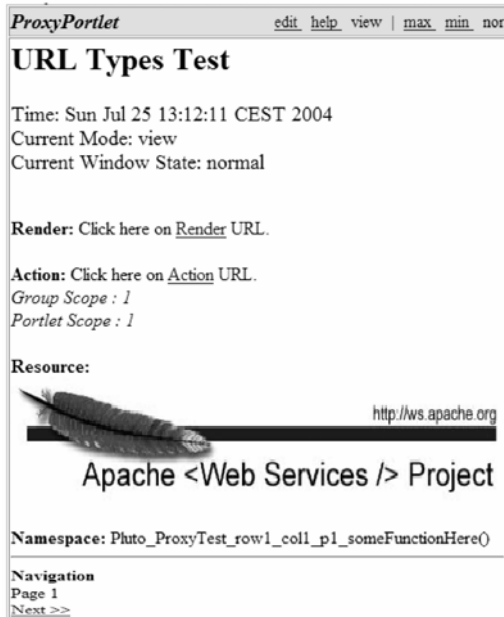 ProxyPortlet edit help view | max min nor
URL Types Test
Time: Sun Jul 25 13:12:11 CEST 2004
Current Mode: view
Current Window State: normal
Render: Click here on Render URL.
Action: Click here on Action URL.
Group Scope : 1
Portlet Scope : 1
Resource:
http://ws.apache.org
Apache <Web Services /> Project
Namespace: Pluto_ProxyTest_row1_col1_p1_someFunctionHere()
Navigation
Page 1
Next >>